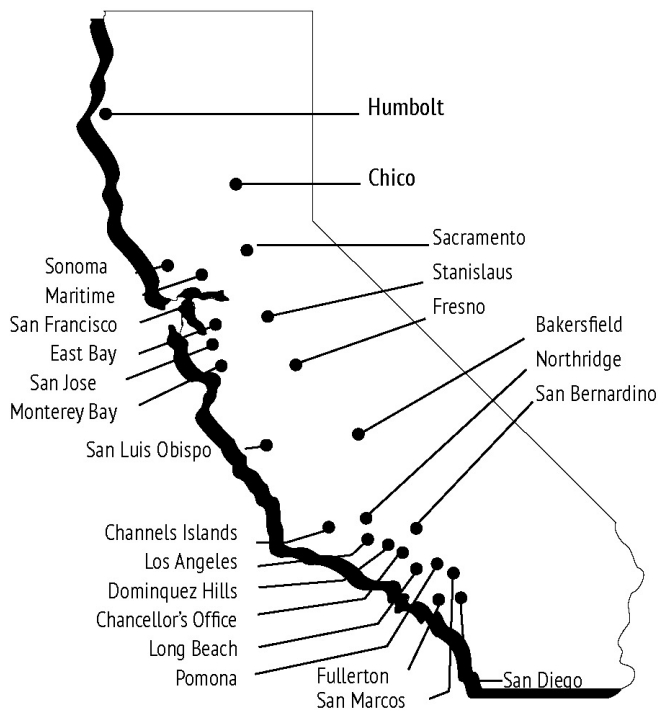 Humbolt
Chico
Sacramento
Sonoma
Stanislaus
Maritime
Fresno
San Francisco
Bakersfield
East Bay
Northridge
San Jose
San Bernardino
Monterey Bay
San Luis Obispo
Channels Islands
Los Angeles
Dominquez Hills
Chancellor's Office
Long Beach
Pomona
Fullerton
San Diego
San Marcos